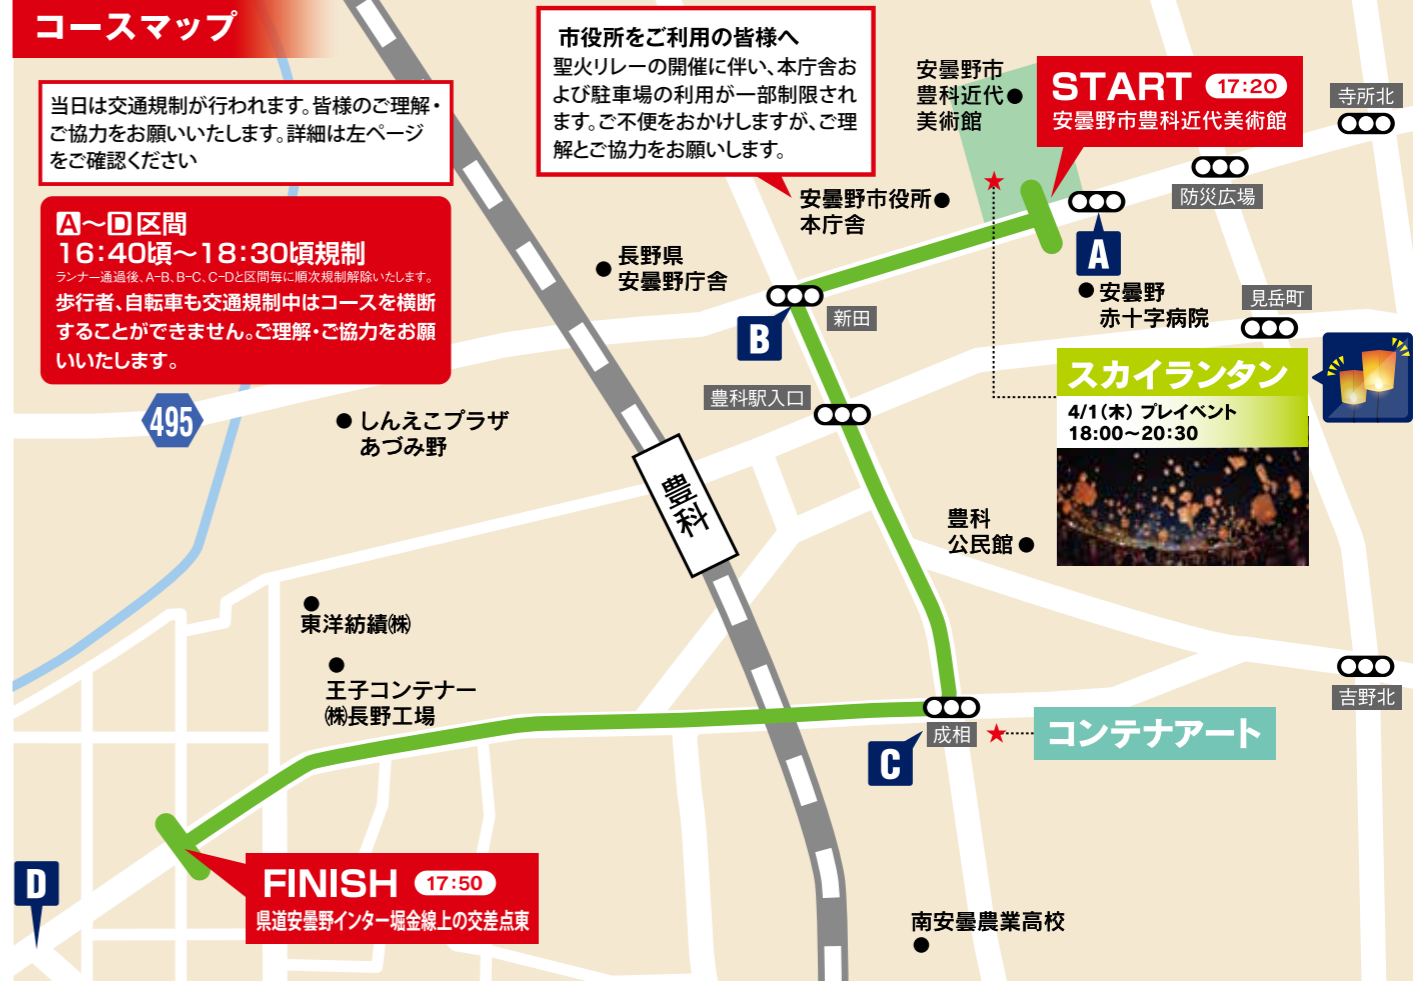 コースマップ
当日は交通規制が行われます。皆様のご理解・
ご協力をお願いいたします。詳細は左ページ
をご確認ください
A〜D区間
16:40頃〜18:30頃規制
ランナー通過後、A-B、B-C、C-Dと区間毎に順次規制解除いたします。
歩行者、自転車も交通規制中はコースを横断
することができません。ご理解・ご協力をお願
いいたします。
市役所をご利用の皆様へ
聖火リレーの開催に伴い、本庁舎お
よび駐車場の利用が一部制限され
ます。ご不便をおかけしますが、ご理
解とご協力をお願いします。
安曇野市
豊科近代
美術館
START 17:20
安曇野市豊科近代美術館
寺所北
防災広場
安曇野市役所
本庁舎
A
長野県
安曇野庁舎
安曇野
赤十字病院
見岳町
新田
B
スカイランタン
4/1(木) プレイベント
18:00〜20:30
豊科駅入口
495
しんえこプラザ
あづみ野
豊科
豊科
公民館
東洋紡績㈱
王子コンテナー
㈱長野工場
吉野北
成相
コンテナアート
C
D
FINISH 17:50
県道安曇野インター堀金線上の交差点東
南安曇農業高校